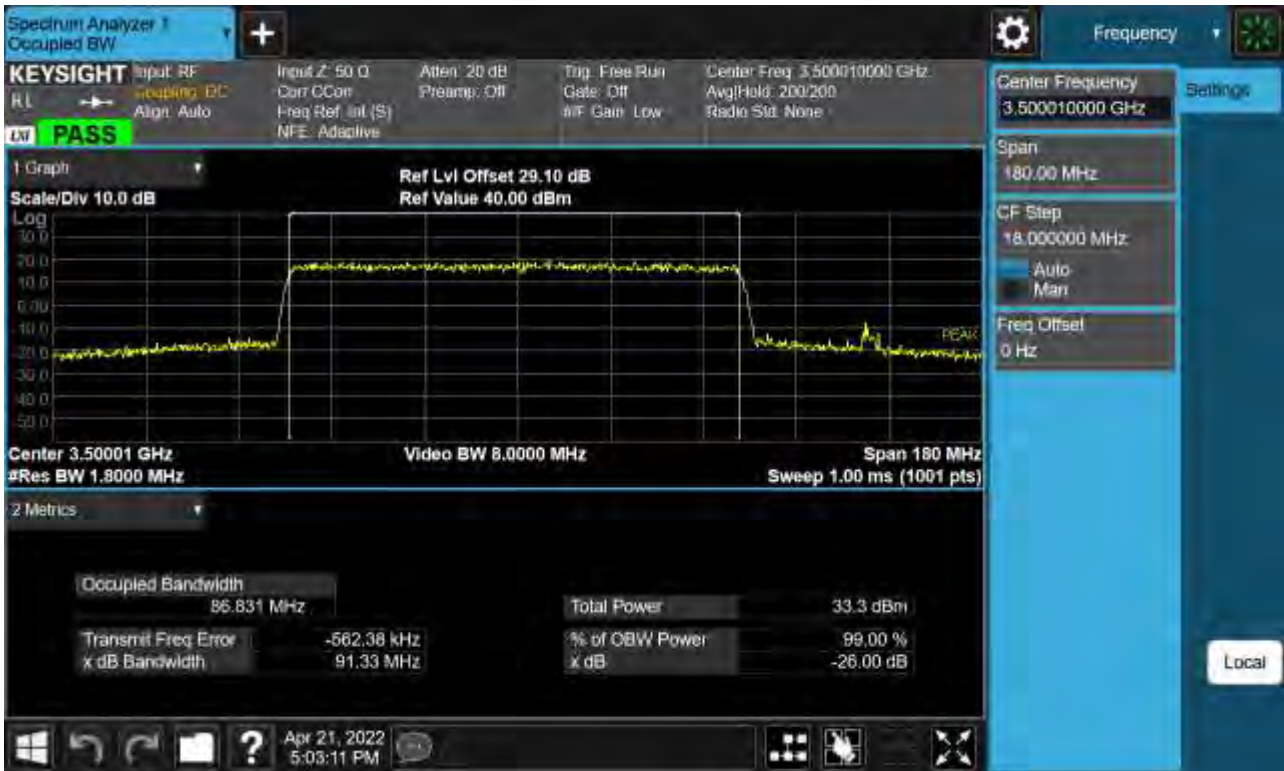 Spectrum Analyzer 1
Occupied BW
Frequency
KEYSIGHT
Input: RF
Coupling: DC
Align: Auto
Input Z: 50 Ω
Corr CCorr
Freq Ref: Int (S)
NFE: Adaptive
Atten: 20 dB
Preamp: Off
Trig: Free Run
Gate: Off
#IF Gain: Low
Center Freq: 3.500010000 GHz
Avg|Hold: 200/200
Radio Std: None
RL
LXI
PASS
Center Frequency
3.500010000 GHz
Settings
Span
180.00 MHz
CF Step
18.000000 MHz
Auto
Man
Freq Offset
0 Hz
1 Graph
Scale/Div 10.0 dB
Ref Lvl Offset 29.10 dB
Ref Value 40.00 dBm
Log
30.0
20.0
10.0
0.00
-10.0
-20.0
-30.0
-40.0
-50.0
PEAK
Center 3.50001 GHz
#Res BW 1.8000 MHz
Video BW 8.0000 MHz
Span 180 MHz
Sweep 1.00 ms (1001 pts)
2 Metrics
Occupied Bandwidth
86.831 MHz
Transmit Freq Error -562.38 kHz
x dB Bandwidth 91.33 MHz
Total Power 33.3 dBm
% of OBW Power 99.00 %
x dB -26.00 dB
Local
?
Apr 21, 2022
5:03:11 PM